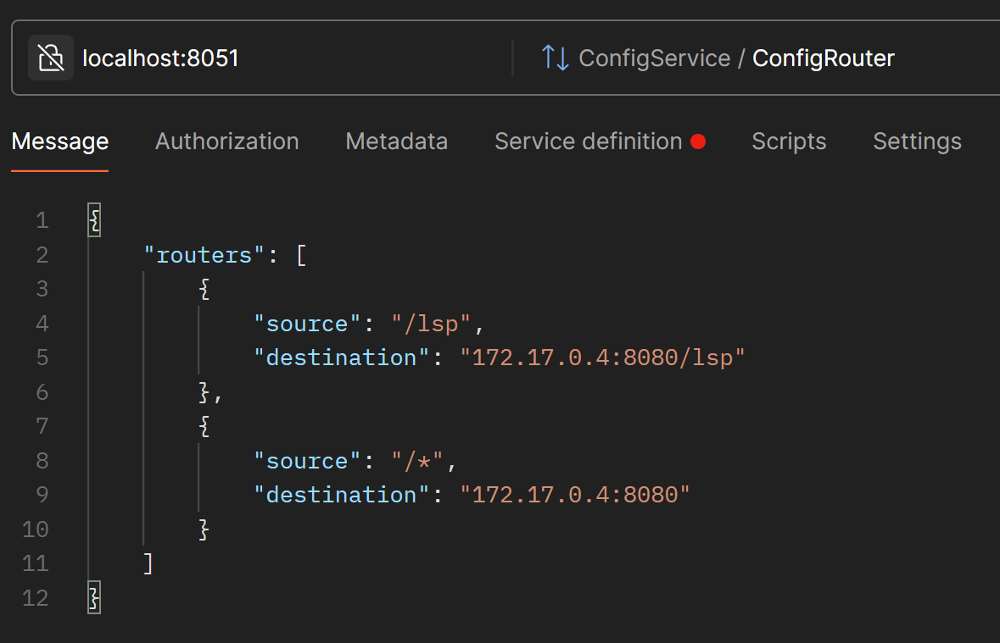 localhost:8051 ConfigService / ConfigRouter
Message Authorization Metadata Service definition Scripts Settings
1 {
2 "routers": [
3 {
4 "source": "/lsp",
5 "destination": "172.17.0.4:8080/lsp"
6 },
7 {
8 "source": "/*",
9 "destination": "172.17.0.4:8080"
10 }
11 ]
12 }